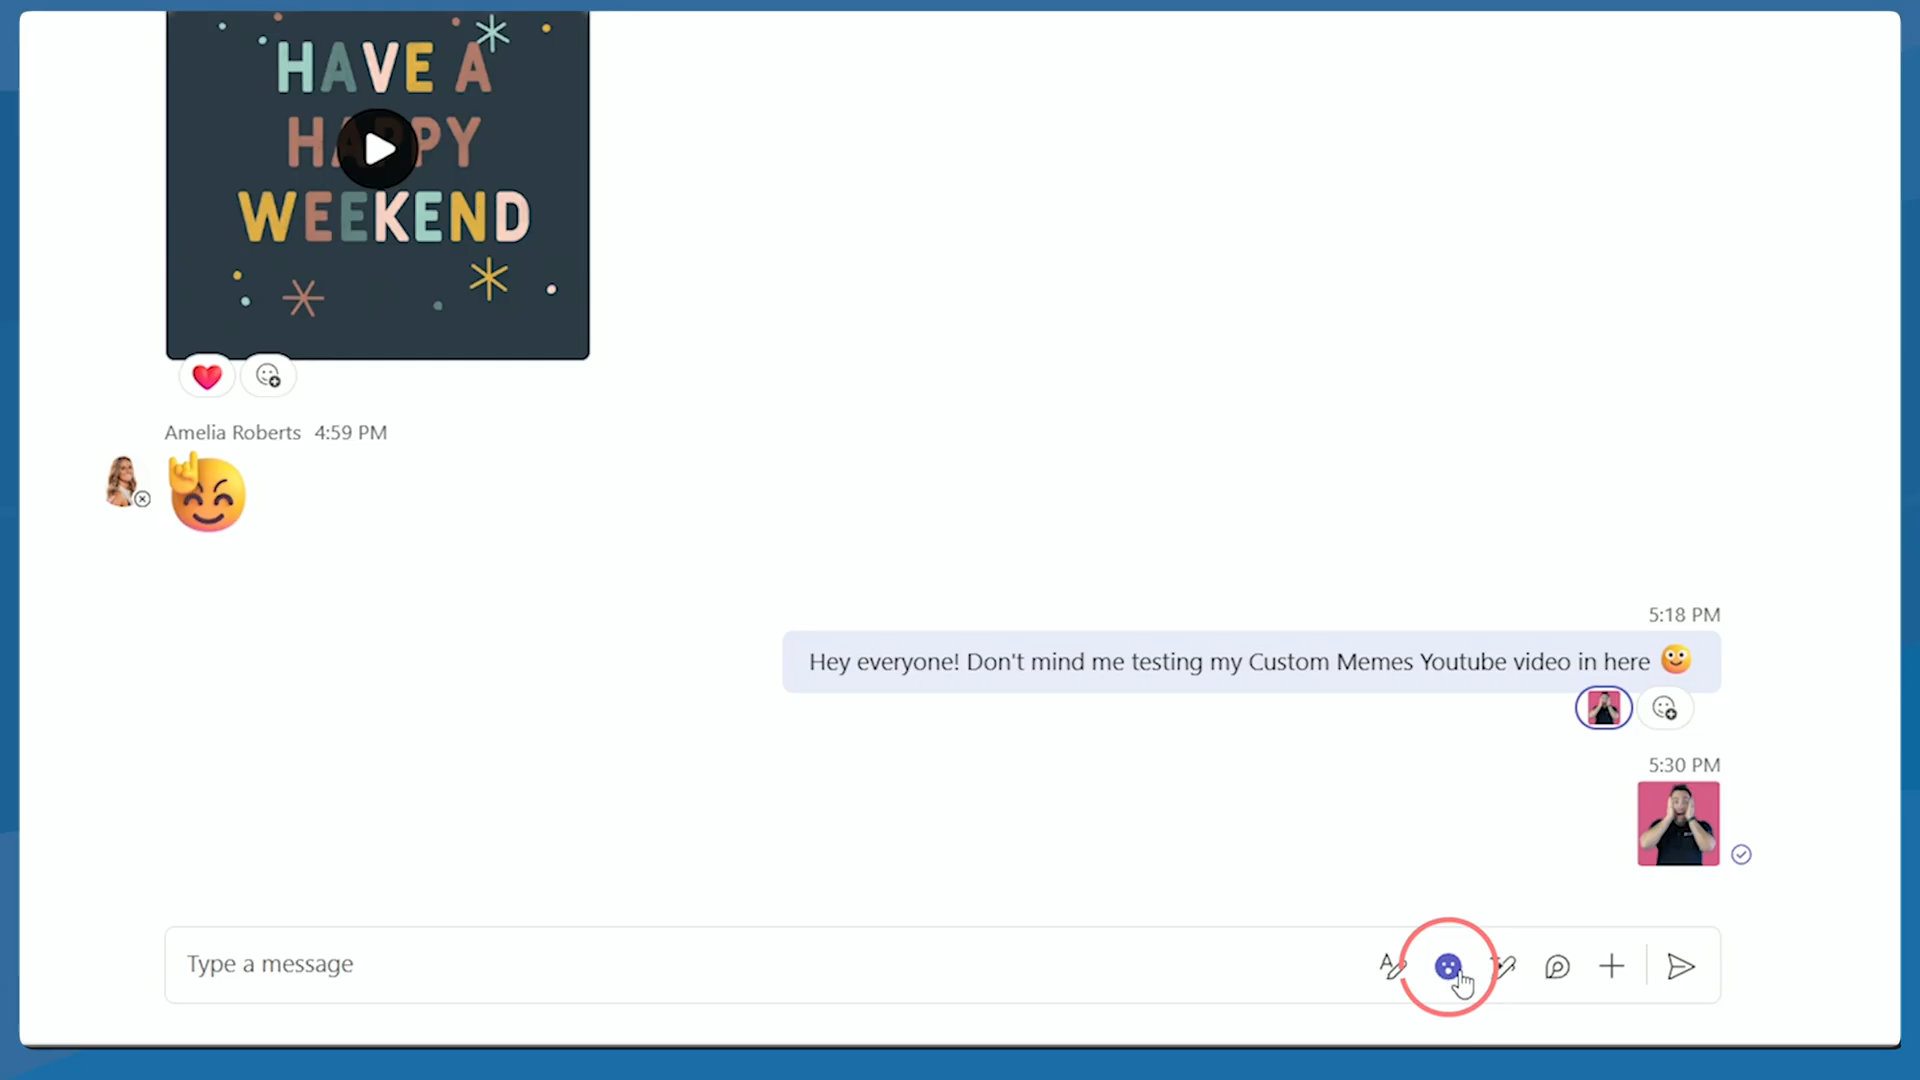 HAVE A
HAPPY
WEEKEND
Amelia Roberts 4:59 PM
5:18 PM
Hey everyone! Don't mind me testing my Custom Memes Youtube video in here
5:30 PM
Type a message